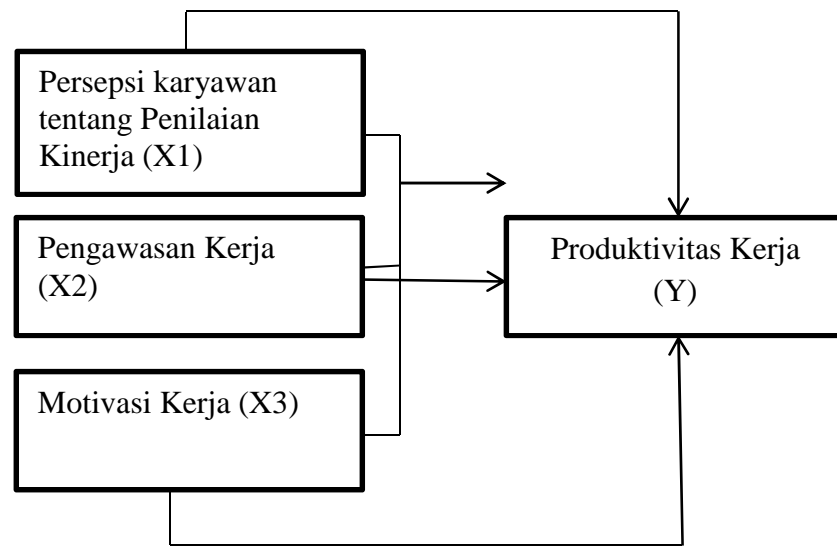 Persepsi karyawan
tentang Penilaian
Kinerja (X1)
Pengawasan Kerja
(X2)
Motivasi Kerja (X3)
Produktivitas Kerja
(Y)